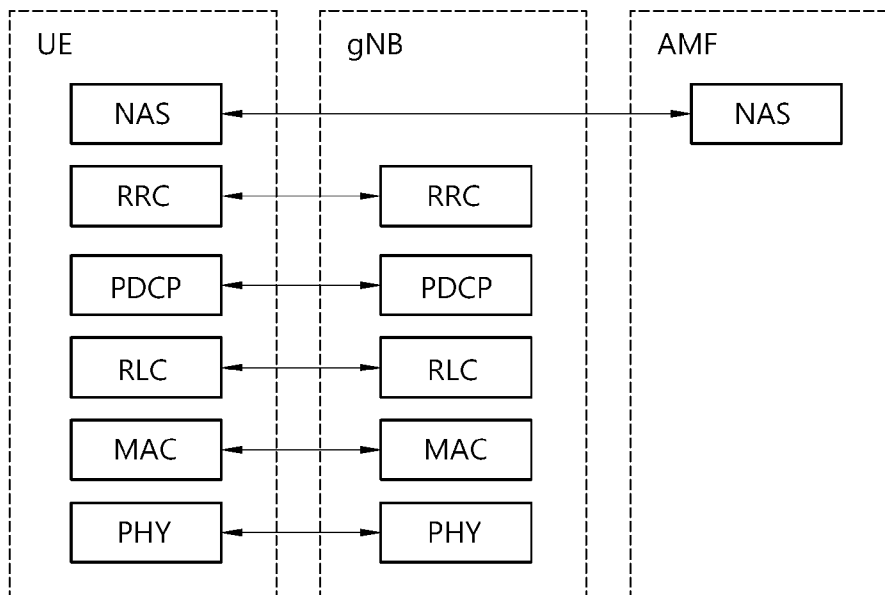 UE gNB AMF
NAS NAS
RRC RRC
PDCP PDCP
RLC RLC
MAC MAC
PHY PHY